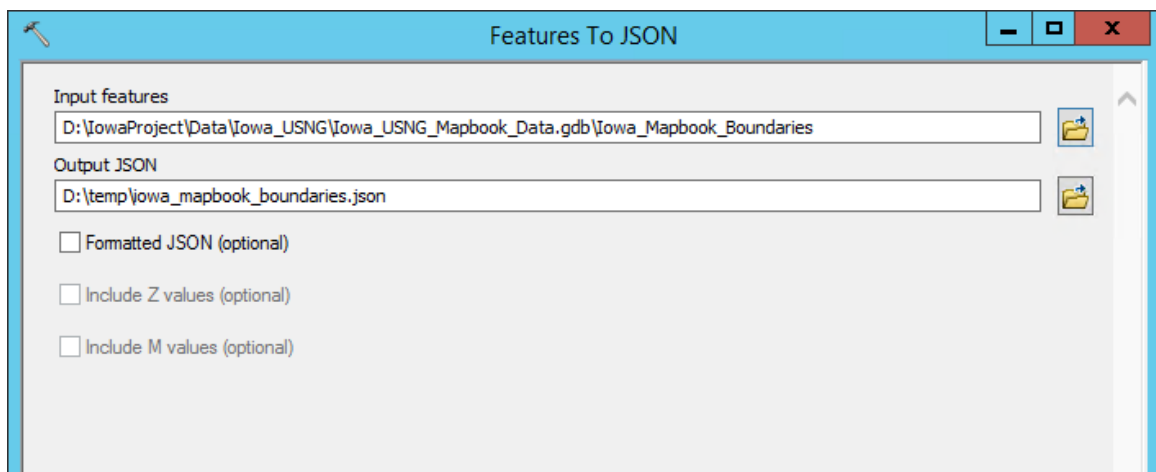 Features To JSON
Input features
D:\IowaProject\Data\Iowa_USNG\Iowa_USNG_Mapbook_Data.gdb\Iowa_Mapbook_Boundaries
Output JSON
D:\temp\iowa_mapbook_boundaries.json
Formatted JSON (optional)
Include Z values (optional)
Include M values (optional)